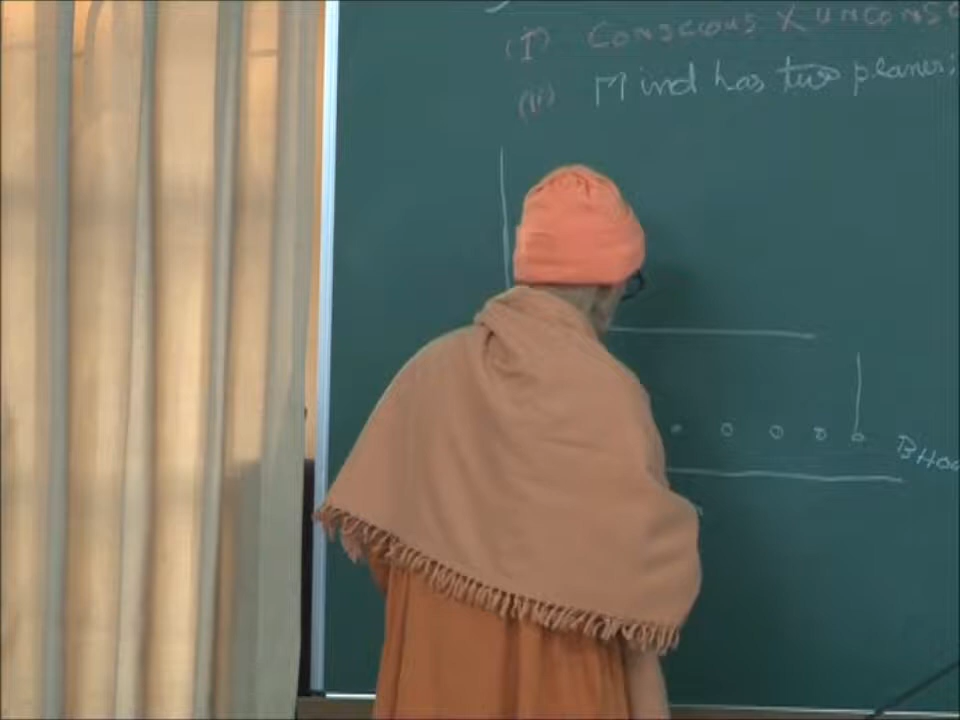 (I) Conscious X unconsc
(ii) Mind has two planes;
BHOO